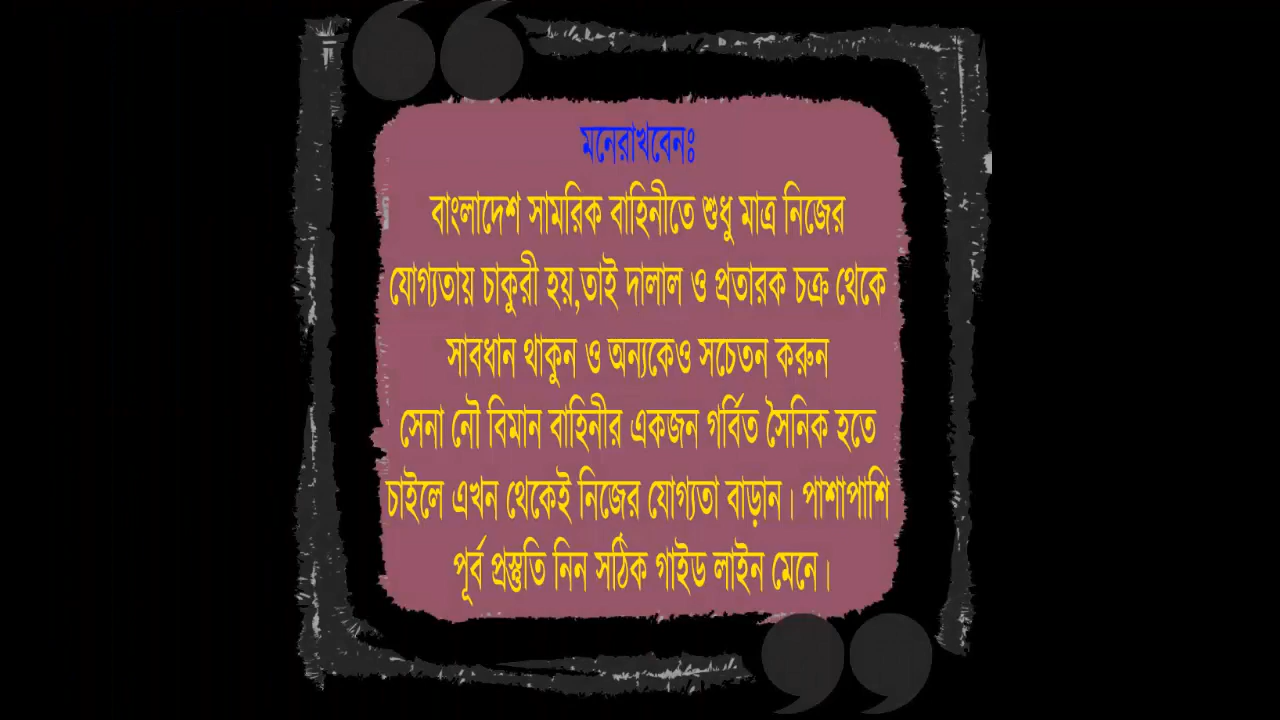 মনেরাখবেনঃ
বাংলাদেশ সামরিক বাহিনীতে শুধু মাত্র নিজের
যোগ্যতায় চাকুরী হয়,তাই দালাল ও প্রতারক চক্র থেকে
সাবধান থাকুন ও অন্যকেও সচেতন করুন
সেনা নৌ বিমান বাহিনীর একজন গর্বিত সৈনিক হতে
চাইলে এখন থেকেই নিজের যোগ্যতা বাড়ান। পাশাপাশি
পূর্ব প্রস্তুতি নিন সঠিক গাইড লাইন মেনে।